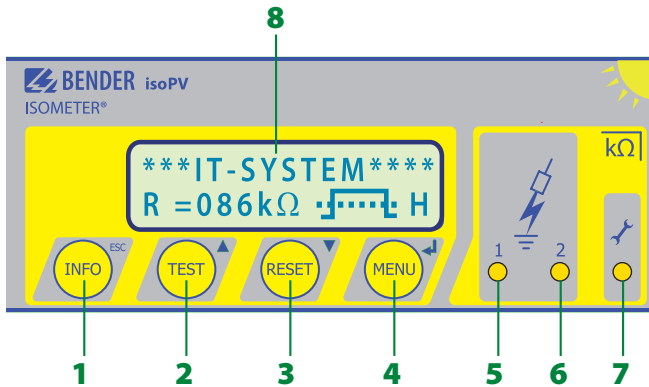 8
BENDER isoPV
ISOMETER®
kΩ
***IT-SYSTEM****
R =086kΩ H
ESC
INFO TEST RESET MENU
1 2
1 2 3 4 5 6 7